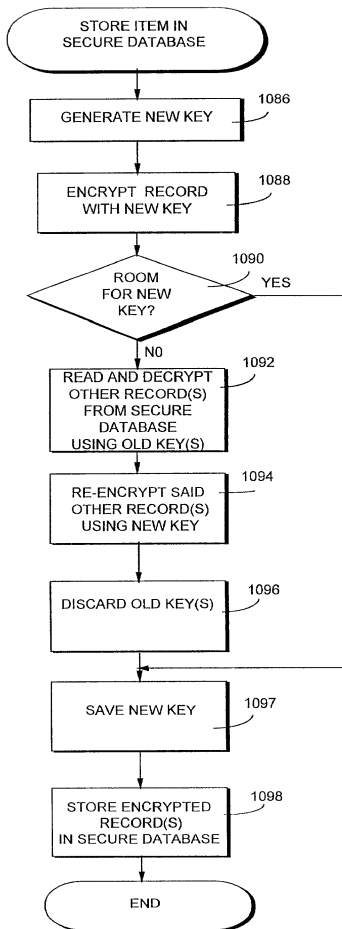 STORE ITEM IN
SECURE DATABASE
1086
GENERATE NEW KEY
1088
ENCRYPT RECORD
WITH NEW KEY
1090
ROOM
FOR NEW
KEY?
YES
N0
1092
READ AND DECRYPT
OTHER RECORD(S)
FROM SECURE
DATABASE
USING OLD KEY(S)
1094
RE-ENCRYPT SAID
OTHER RECORD(S)
USING NEW KEY
1096
DISCARD OLD KEY(S)
1097
SAVE NEW KEY
1098
STORE ENCRYPTED
RECORD(S)
IN SECURE DATABASE
END